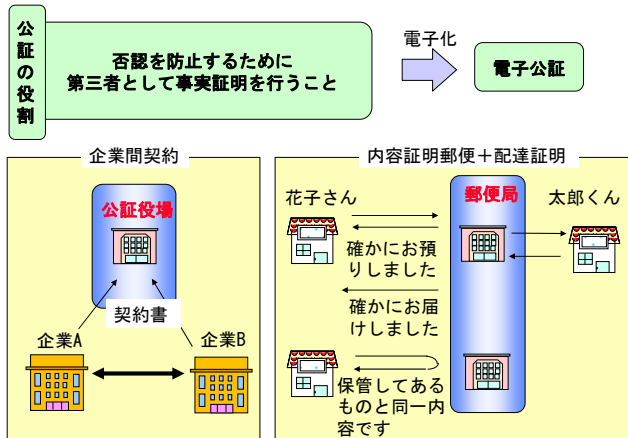 公証の役割
否認を防止するために
第三者として事実証明を行うこと
電子化
電子公証
企業間契約
公証役場
契約書
企業A
企業B
内容証明郵便＋配達証明
花子さん
郵便局
太郎くん
確かにお預
りしました
確かにお届
けしました
保管してある
ものと同一内
容です